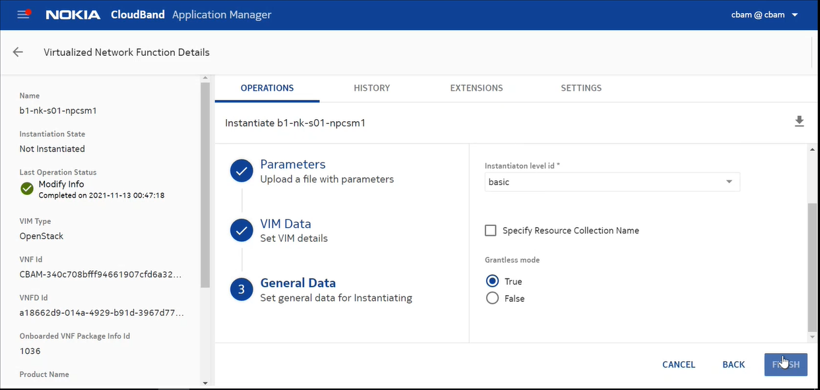 NOKIA CloudBand Application Manager
cbam @ cbam
Virtualized Network Function Details
Name
b1-nk-s01-npcsm1
Instantiation State
Not Instantiated
Last Operation Status
Modify Info
Completed on 2021-11-13 00:47:18
VIM Type
OpenStack
VNF Id
CBAM-340c708bfff94661907cfd6a32...
VNFD Id
a18662d9-014a-4929-b91d-3967d77...
Onboarded VNF Package Info Id
1036
Product Name
OPERATIONS
HISTORY
EXTENSIONS
SETTINGS
Instantiate b1-nk-s01-npcsm1
Parameters
Upload a file with parameters
VIM Data
Set VIM details
3
General Data
Set general data for Instantiating
Instantiaton level id *
basic
Specify Resource Collection Name
Grantless mode
True
False
CANCEL
BACK
FINISH